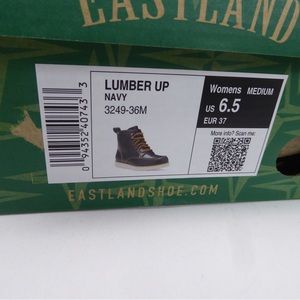 EASTLAND
LUMBER UP
NAVY
3249-36M
Womens MEDIUM
US 6.5
EUR 37
More info? Scan me:
0 94352 40743 3
EASTLANDSHOE.COM